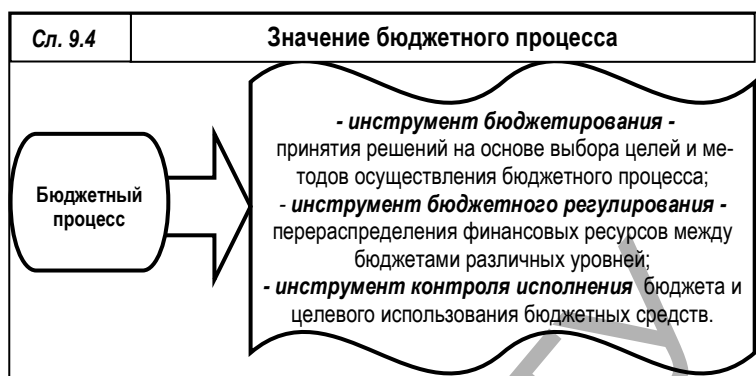 Сл. 9.4
Значение бюджетного процесса
Бюджетный
процесс
- инструмент бюджетирования -
принятия решений на основе выбора целей и ме-
тодов осуществления бюджетного процесса;
- инструмент бюджетного регулирования -
перераспределения финансовых ресурсов между
бюджетами различных уровней;
- инструмент контроля исполнения бюджета и
целевого использования бюджетных средств.